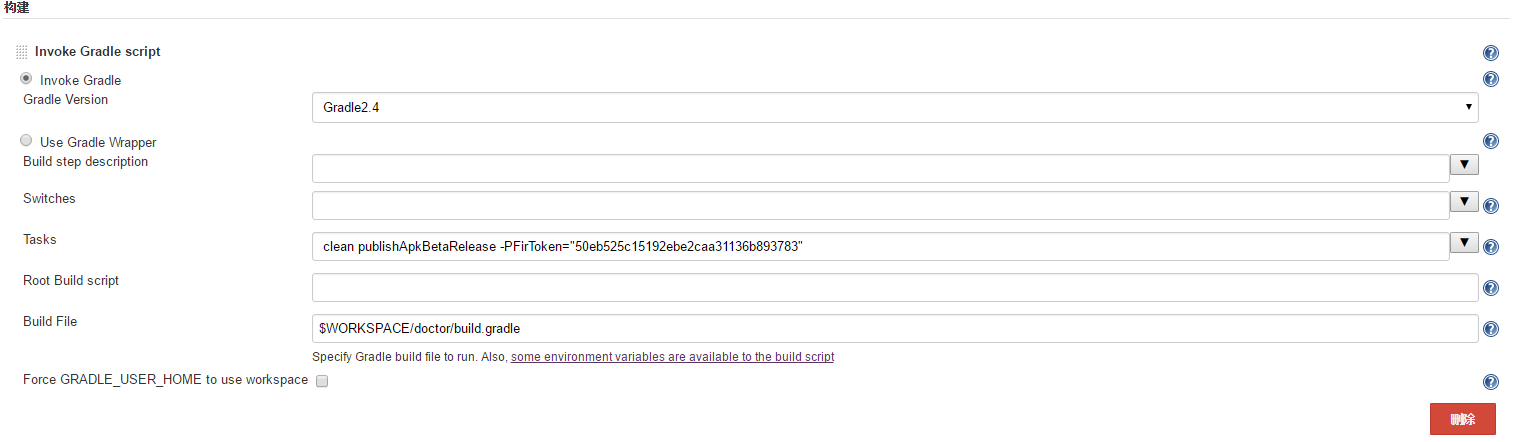 构建
Invoke Gradle script
Invoke Gradle
Gradle Version
Gradle2.4
Use Gradle Wrapper
Build step description
Switches
Tasks
clean publishApkBetaRelease -PFirToken="50eb525c15192ebe2caa31136b893783"
Root Build script
Build File
$WORKSPACE/doctor/build.gradle
Specify Gradle build file to run. Also, some environment variables are available to the build script
Force GRADLE_USER_HOME to use workspace
删除